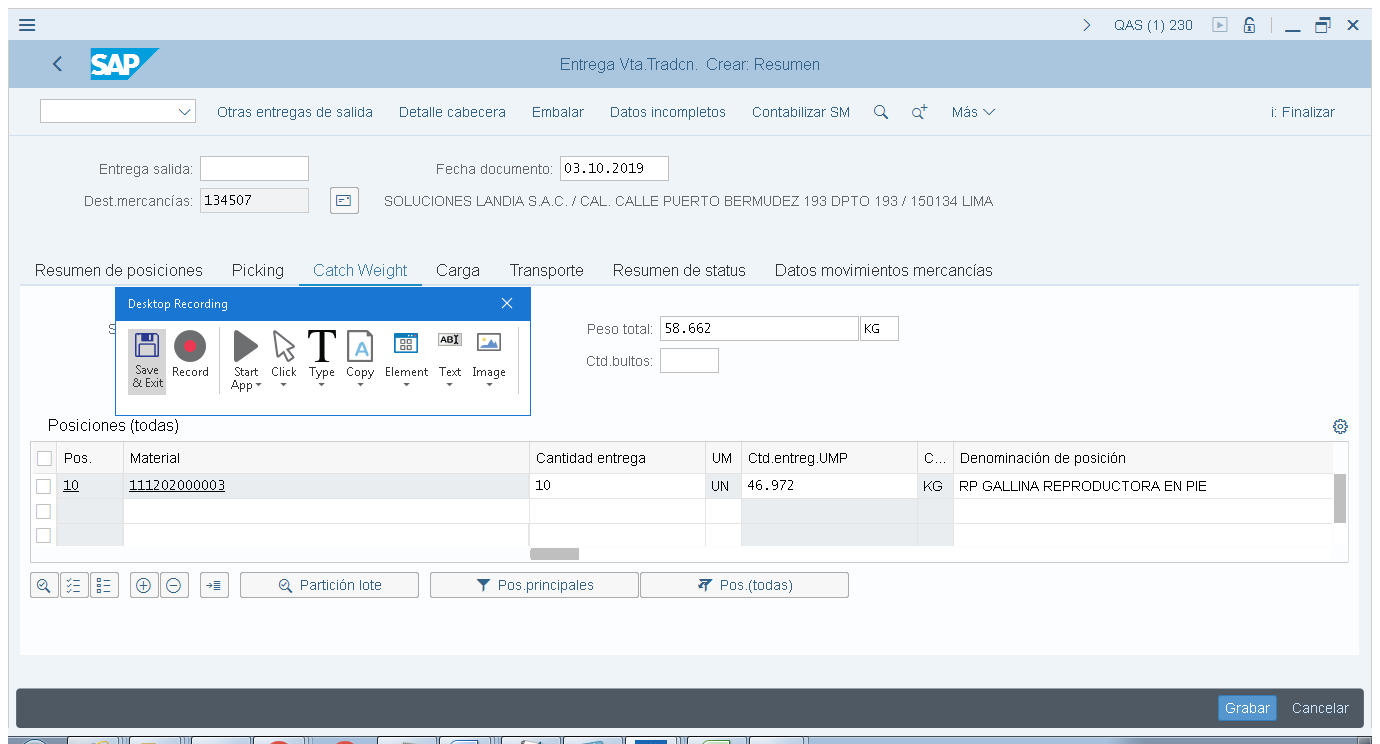 QAS (1) 230
SAP
Entrega Vta.Tradcn. Crear: Resumen
Otras entregas de salida Detalle cabecera Embalar Datos incompletos Contabilizar SM Más i: Finalizar
Entrega salida: Fecha documento: 03.10.2019
Dest.mercancías: 134507 SOLUCIONES LANDIA S.A.C. / CAL. CALLE PUERTO BERMUDEZ 193 DPTO 193 / 150134 LIMA
Resumen de posiciones Picking Catch Weight Carga Transporte Resumen de status Datos movimientos mercancías
Desktop Recording
Save & Exit Record Start App Click Type Copy Element Text Image
Peso total: 58.662 KG
Ctd.bultos:
Posiciones (todas)
Pos. Material Cantidad entrega UM Ctd.entreg.UMP C... Denominación de posición
10 111202000003 10 UN 46.972 KG RP GALLINA REPRODUCTORA EN PIE
Partición lote Pos.principales Pos.(todas)
Grabar Cancelar